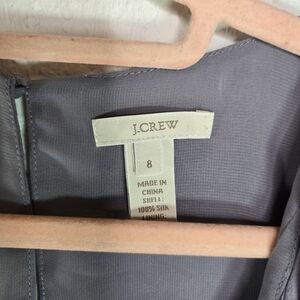 J.CREW
8
MADE IN
CHINA
SHELL:
100% SILK
LINING: